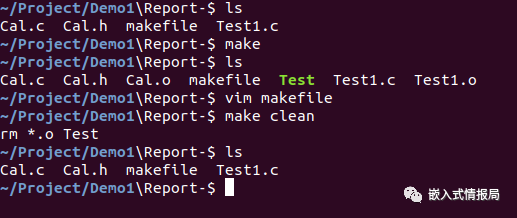 ~/Project/Demo1\Report-$ ls
Cal.c  Cal.h  makefile  Test1.c
~/Project/Demo1\Report-$ make
~/Project/Demo1\Report-$ ls
Cal.c  Cal.h  Cal.o  makefile  Test  Test1.c  Test1.o
~/Project/Demo1\Report-$ vim makefile
~/Project/Demo1\Report-$ make clean
rm *.o Test
~/Project/Demo1\Report-$ ls
Cal.c  Cal.h  makefile  Test1.c
~/Project/Demo1\Report-$
嵌入式情报局